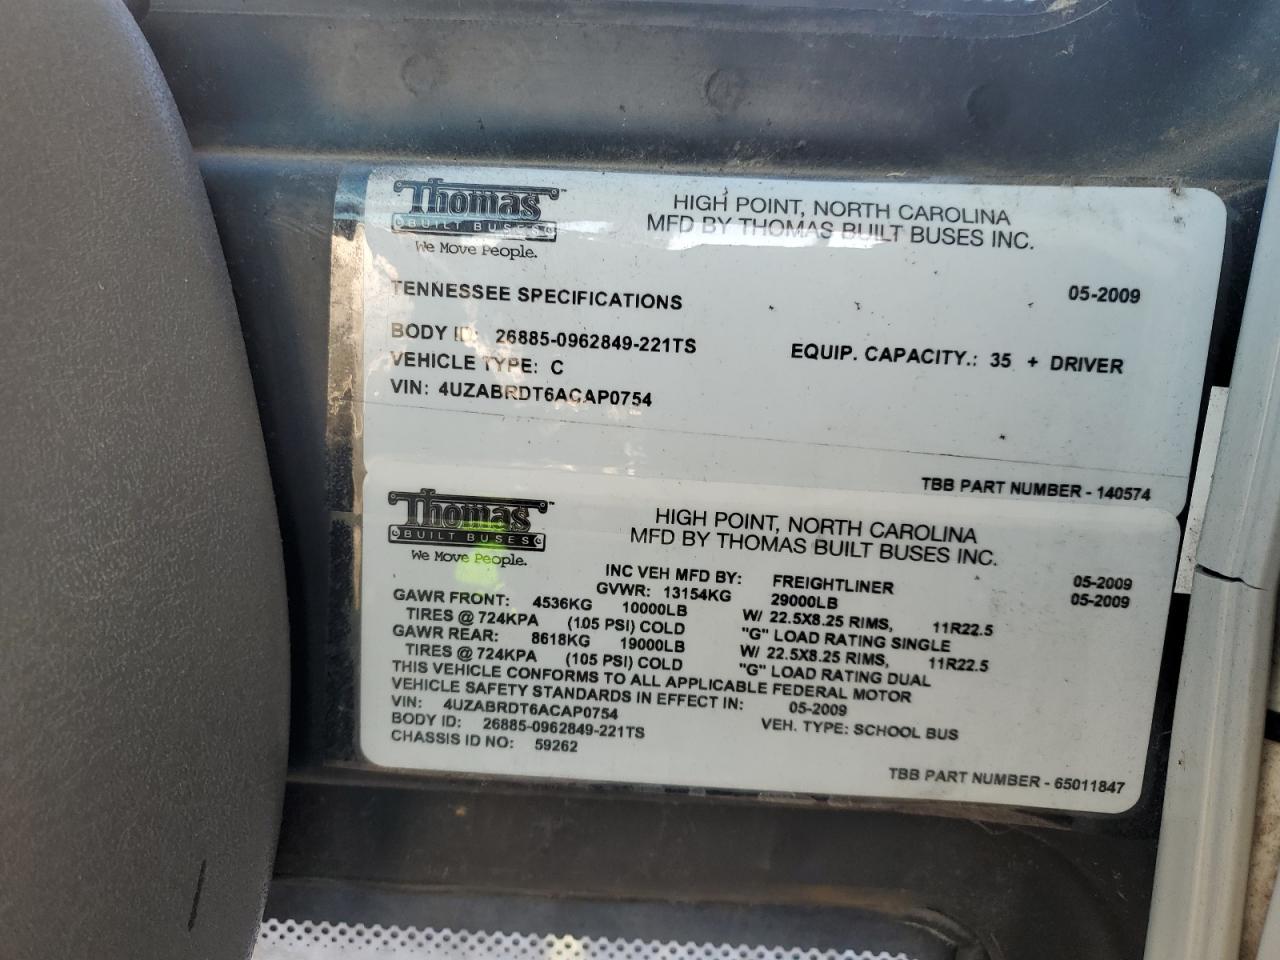 Thomas™
BUILT BUSES
We Move People.
HIGH POINT, NORTH CAROLINA
MFD BY THOMAS BUILT BUSES INC.
TENNESSEE SPECIFICATIONS 05-2009
BODY ID: 26885-0962849-221TS EQUIP. CAPACITY.: 35 + DRIVER
VEHICLE TYPE: C
VIN: 4UZABRDT6ACAP0754
TBB PART NUMBER - 140574
Thomas™
BUILT BUSES
We Move People.
HIGH POINT, NORTH CAROLINA
MFD BY THOMAS BUILT BUSES INC.
INC VEH MFD BY: FREIGHTLINER 05-2009
GVWR: 13154KG 29000LB 05-2009
GAWR FRONT: 4536KG 10000LB W/ 22.5X8.25 RIMS, 11R22.5
TIRES @ 724KPA (105 PSI) COLD "G" LOAD RATING SINGLE
GAWR REAR: 8618KG 19000LB W/ 22.5X8.25 RIMS, 11R22.5
TIRES @ 724KPA (105 PSI) COLD "G" LOAD RATING DUAL
THIS VEHICLE CONFORMS TO ALL APPLICABLE FEDERAL MOTOR
VEHICLE SAFETY STANDARDS IN EFFECT IN: 05-2009
VIN: 4UZABRDT6ACAP0754 VEH. TYPE: SCHOOL BUS
BODY ID: 26885-0962849-221TS
CHASSIS ID NO: 59262
TBB PART NUMBER - 65011847